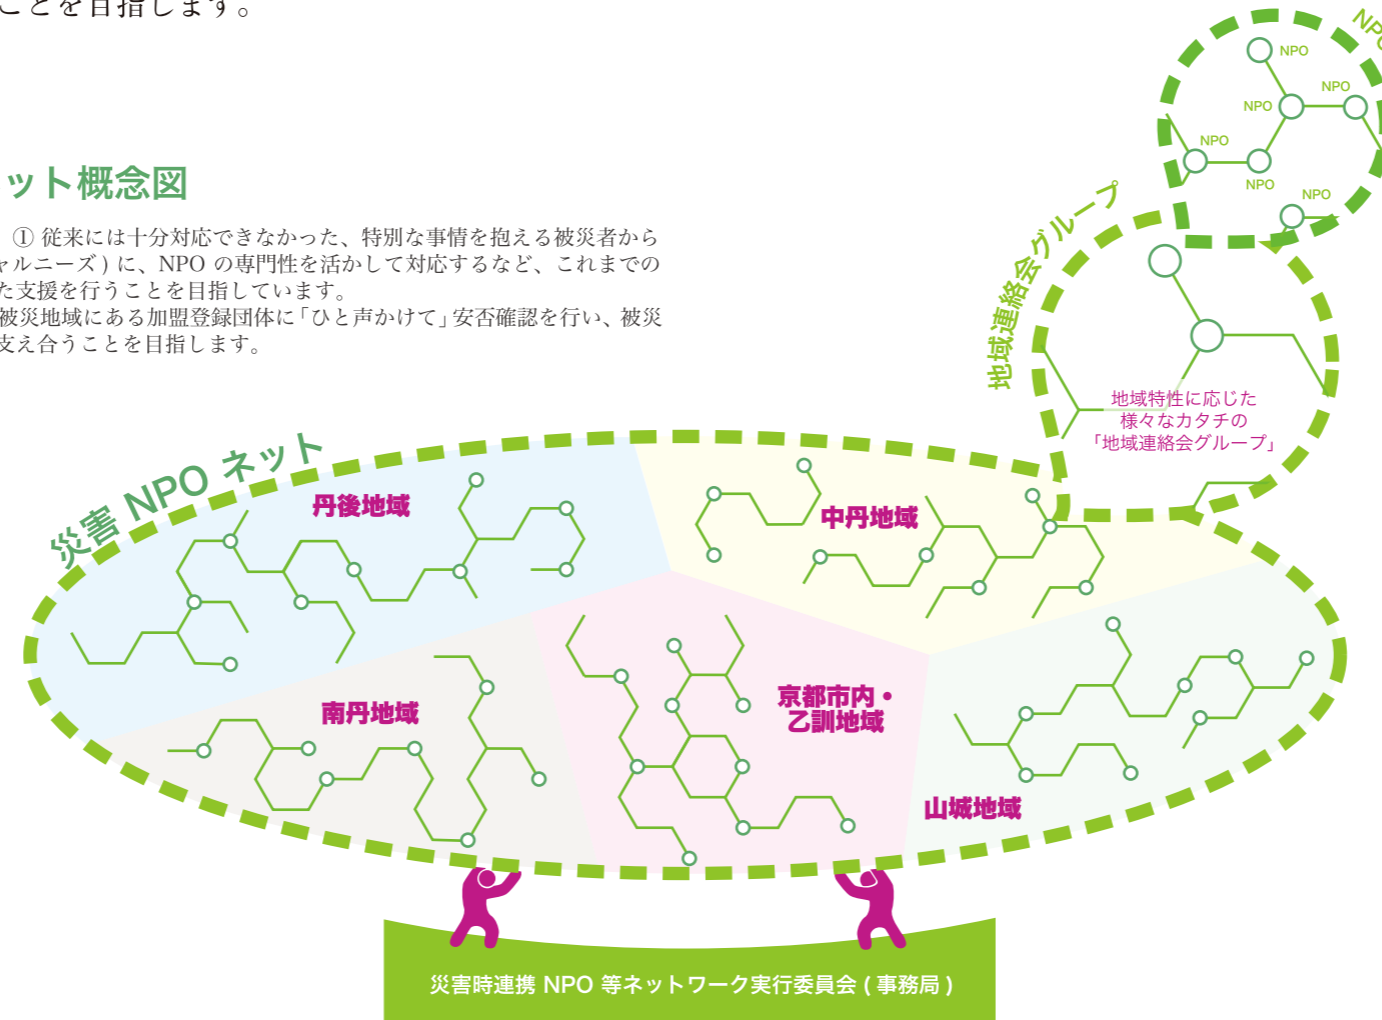 ことを目指します。
ット概念図
① 従来には十分対応できなかった、特別な事情を抱える被災者から
ャルニーズ ) に、NPO の専門性を活かして対応するなど、これまでの
た支援を行うことを目指しています。
被災地域にある加盟登録団体に「ひと声かけて」安否確認を行い、被災
支え合うことを目指します。
NPO
NPO
NPO
NPO
NPO
NPO
NPO
地域連絡会グループ
地域特性に応じた
様々なカタチの
「地域連絡会グループ」
災害 NPO ネット
丹後地域
中丹地域
南丹地域
京都市内・
乙訓地域
山城地域
災害時連携 NPO 等ネットワーク実行委員会 ( 事務局 )